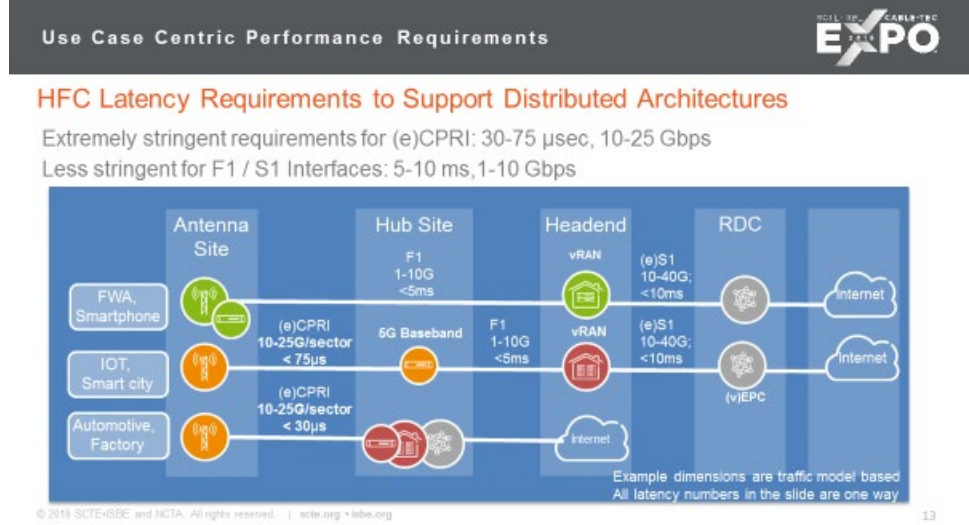 Use Case Centric Performance Requirements
SCTE-ISBE CABLE-TEC
EXPO
2018
HFC Latency Requirements to Support Distributed Architectures
Extremely stringent requirements for (e)CPRI: 30-75 μsec, 10-25 Gbps
Less stringent for F1 / S1 Interfaces: 5-10 ms,1-10 Gbps
Antenna
Site
Hub Site
Headend
RDC
F1
1-10G
<5ms
vRAN
(e)S1
10-40G;
<10ms
FWA,
Smartphone
Internet
(e)CPRI
10-25G/sector
< 75μs
5G Baseband
F1
1-10G
<5ms
vRAN
(e)S1
10-40G;
<10ms
IOT,
Smart city
Internet
(v)EPC
(e)CPRI
10-25G/sector
< 30μs
Automotive,
Factory
Internet
Example dimensions are traffic model based
All latency numbers in the slide are one way
© 2018 SCTE•ISBE and NCTA. All rights reserved. | scte.org • isbe.org
13